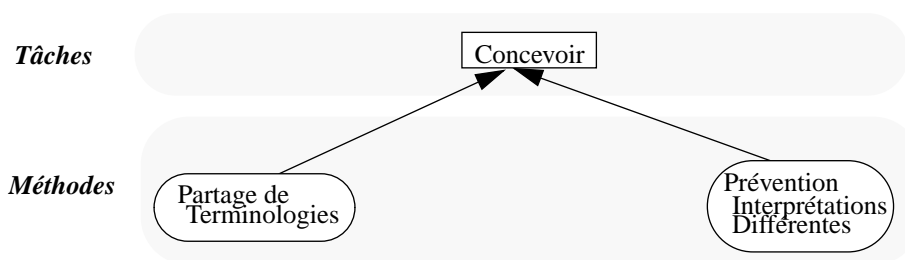 Tâches
Concevoir
Méthodes
Partage de
Terminologies
Prévention
Interprétations
Différentes